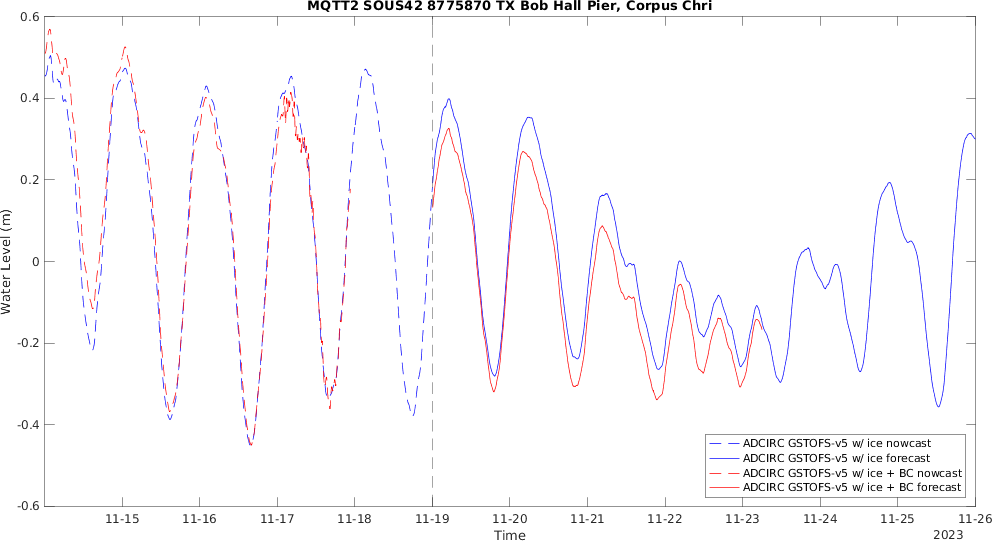 MQTT2 SOUS42 8775870 TX Bob Hall Pier, Corpus Chri
0.6
0.4
0.2
0
-0.2
-0.4
-0.6
Water Level (m)
ADCIRC GSTOFS-v5 w/ ice nowcast
ADCIRC GSTOFS-v5 w/ ice forecast
ADCIRC GSTOFS-v5 w/ ice + BC nowcast
ADCIRC GSTOFS-v5 w/ ice + BC forecast
11-15 11-16 11-17 11-18 11-19 11-20 11-21 11-22 11-23 11-24 11-25 11-26
Time
2023